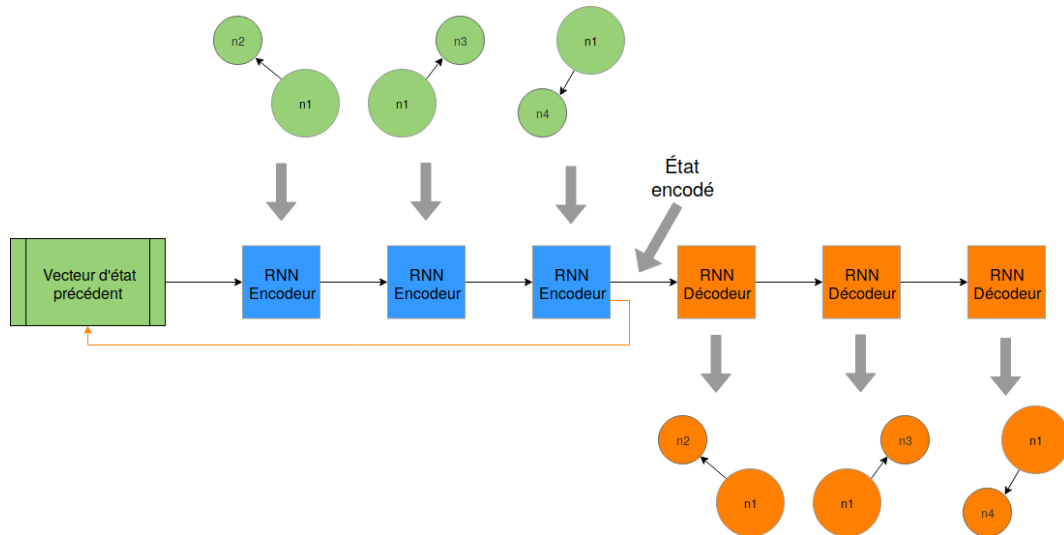 n2
n1
n3
n1
n1
n4
État
encodé
Vecteur d'état
précédent
RNN
Encodeur
RNN
Encodeur
RNN
Encodeur
RNN
Décodeur
RNN
Décodeur
RNN
Décodeur
n2
n1
n3
n1
n1
n4